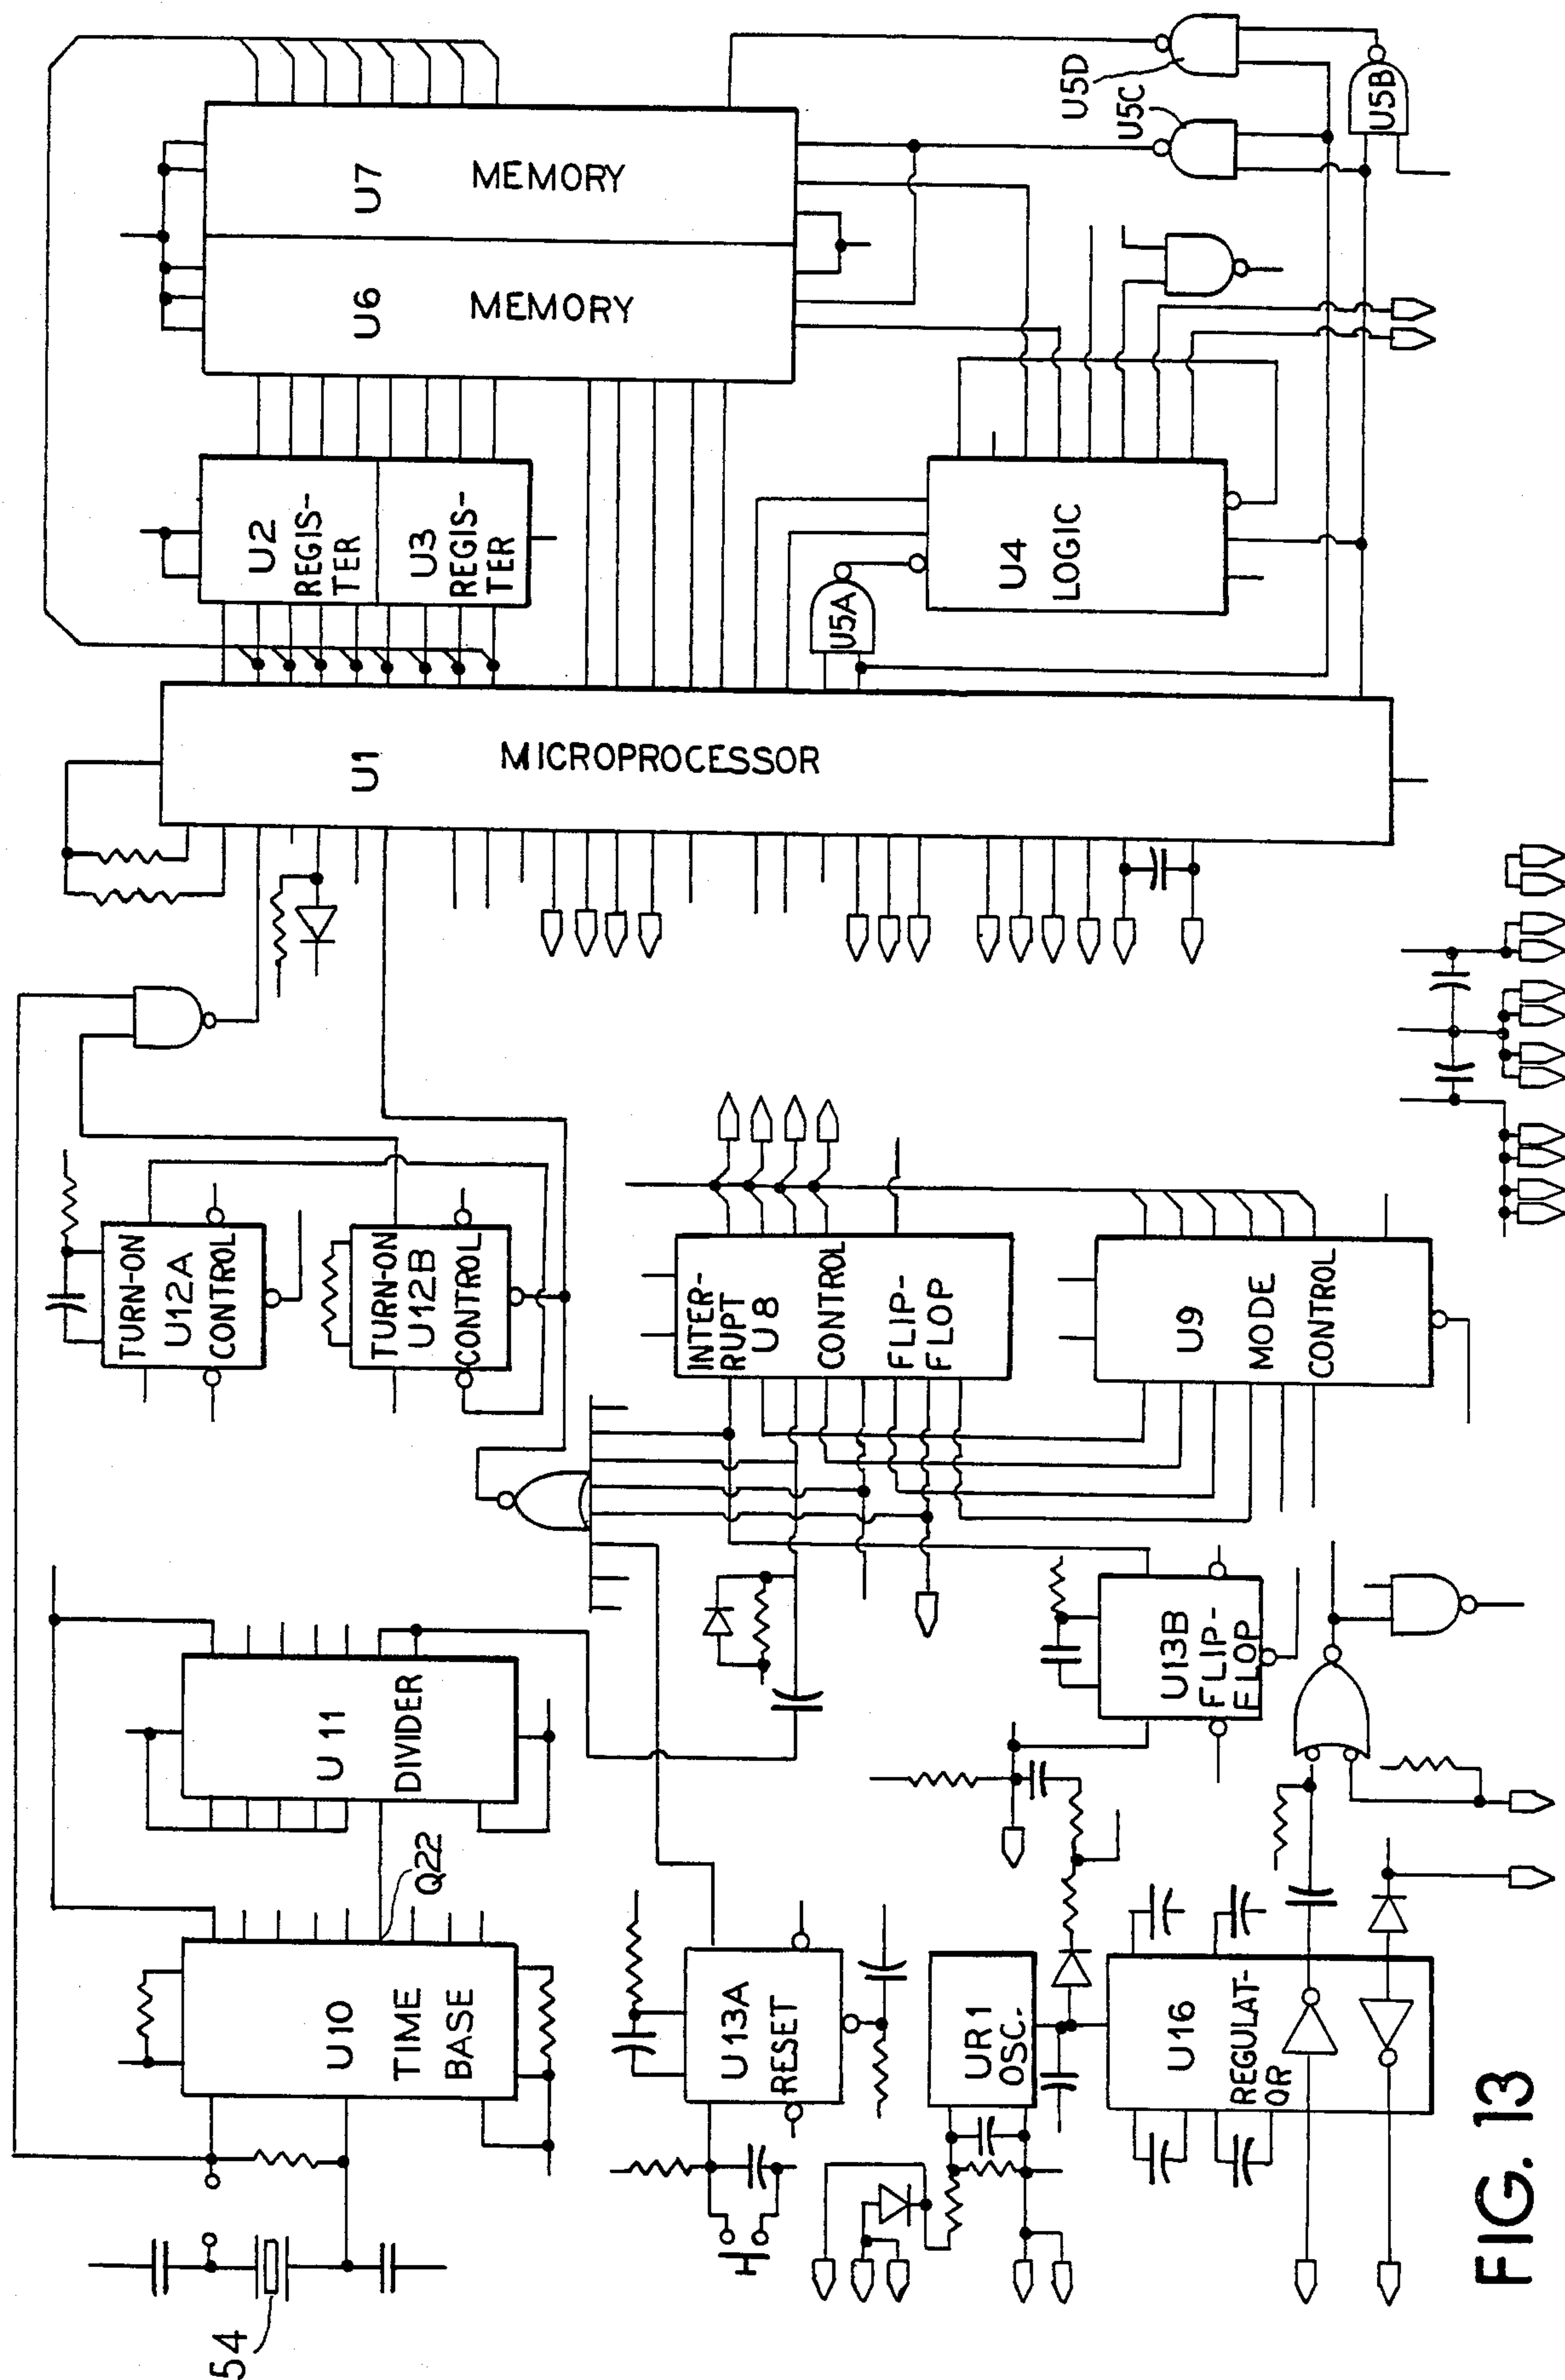 U7
MEMORY
U6
MEMORY
U5D
U5C
U5B
U2
REGIS-
TER
U3
REGIS-
TER
U5A
U4
LOGIC
U1
MICROPROCESSOR
TURN-ON
U12A
CONTROL
TURN-ON
U12B
CONTROL
INTER-
RUPT
U8
CONTROL
FLIP-
FLOP
U9
MODE
CONTROL
U11
DIVIDER
U13B
FLIP-
FLOP
Q22
U10
TIME
BASE
U13A
RESET
UR1
OSC.
U16
REGULAT-
OR
54
FIG. 13